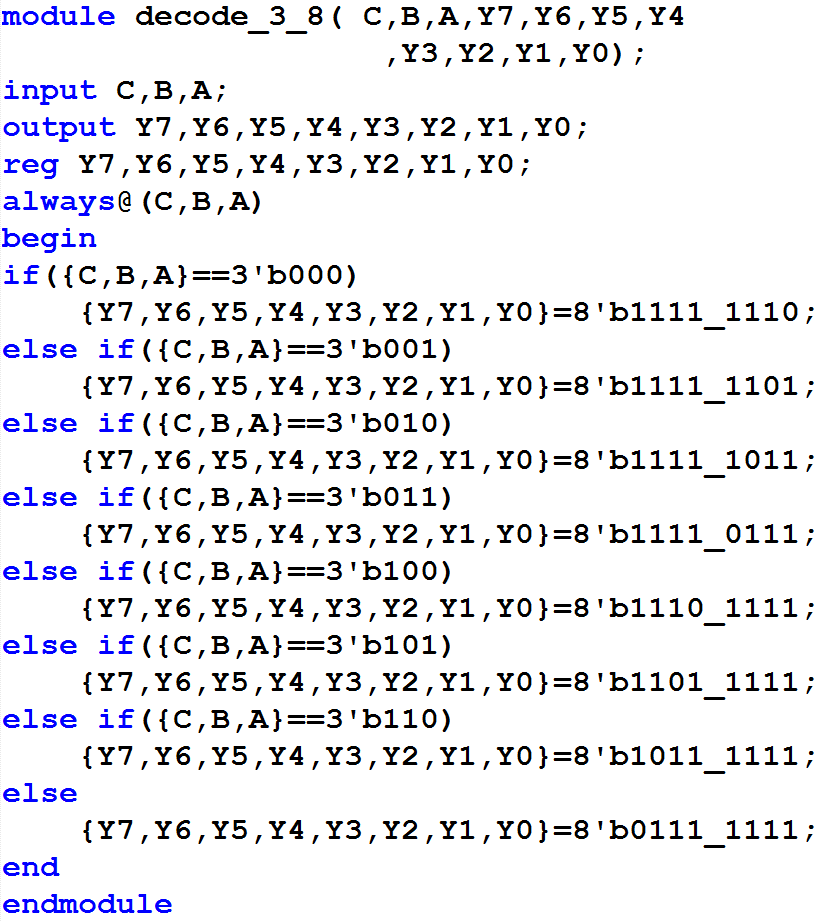 module decode_3_8( C,B,A,Y7,Y6,Y5,Y4
,Y3,Y2,Y1,Y0);
input C,B,A;
output Y7,Y6,Y5,Y4,Y3,Y2,Y1,Y0;
reg Y7,Y6,Y5,Y4,Y3,Y2,Y1,Y0;
always@(C,B,A)
begin
if({C,B,A}==3'b000)
{Y7,Y6,Y5,Y4,Y3,Y2,Y1,Y0}=8'b1111_1110;
else if({C,B,A}==3'b001)
{Y7,Y6,Y5,Y4,Y3,Y2,Y1,Y0}=8'b1111_1101;
else if({C,B,A}==3'b010)
{Y7,Y6,Y5,Y4,Y3,Y2,Y1,Y0}=8'b1111_1011;
else if({C,B,A}==3'b011)
{Y7,Y6,Y5,Y4,Y3,Y2,Y1,Y0}=8'b1111_0111;
else if({C,B,A}==3'b100)
{Y7,Y6,Y5,Y4,Y3,Y2,Y1,Y0}=8'b1110_1111;
else if({C,B,A}==3'b101)
{Y7,Y6,Y5,Y4,Y3,Y2,Y1,Y0}=8'b1101_1111;
else if({C,B,A}==3'b110)
{Y7,Y6,Y5,Y4,Y3,Y2,Y1,Y0}=8'b1011_1111;
else
{Y7,Y6,Y5,Y4,Y3,Y2,Y1,Y0}=8'b0111_1111;
end
endmodule